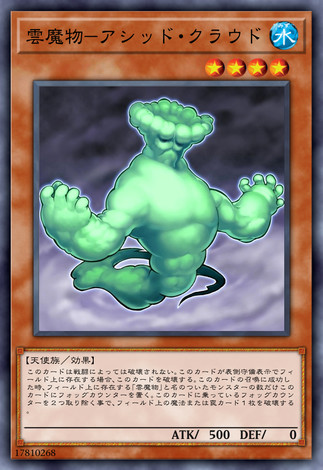 雲魔物−アシッド・クラウド
水
【天使族／効果】
このカードは戦闘によっては破壊されない。このカードが表側守備表示でフィ
ールド上に存在する場合、このカードを破壊する。このカードの召喚に成功し
た時、フィールド上に存在する「雲魔物」と名のついたモンスターの数だけこの
カードにフォッグカウンターを置く。このカードに乗っているフォッグカウン
ターを２つ取り除く事で、フィールド上の魔法または罠カード１枚を破壊する
ATK/ 500 DEF/ 0
17810268